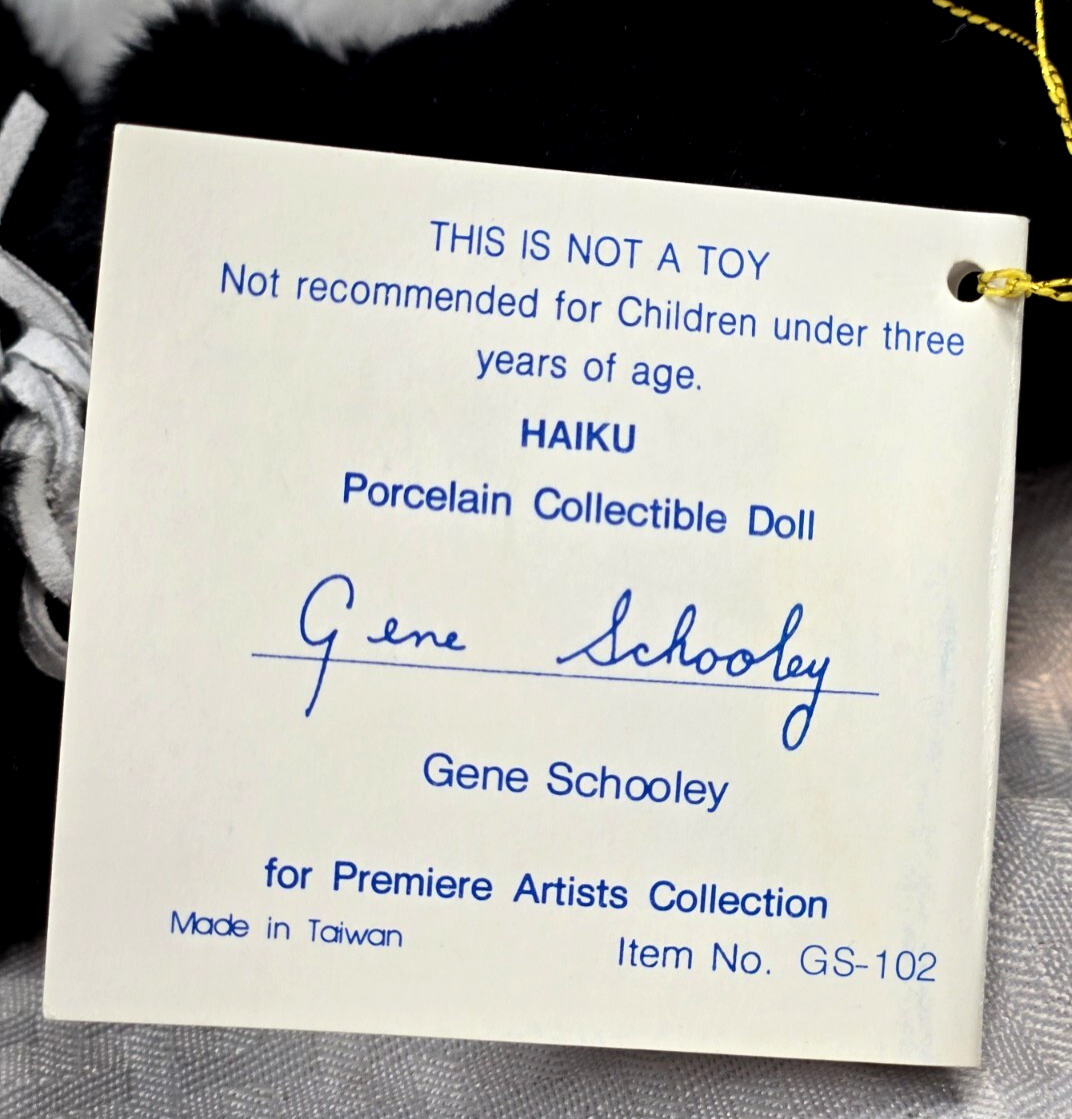 THIS IS NOT A TOY
Not recommended for Children under three
years of age.
HAIKU
Porcelain Collectible Doll
Gene Schooley
Gene Schooley
for Premiere Artists Collection
Made in Taiwan
Item No. GS-102